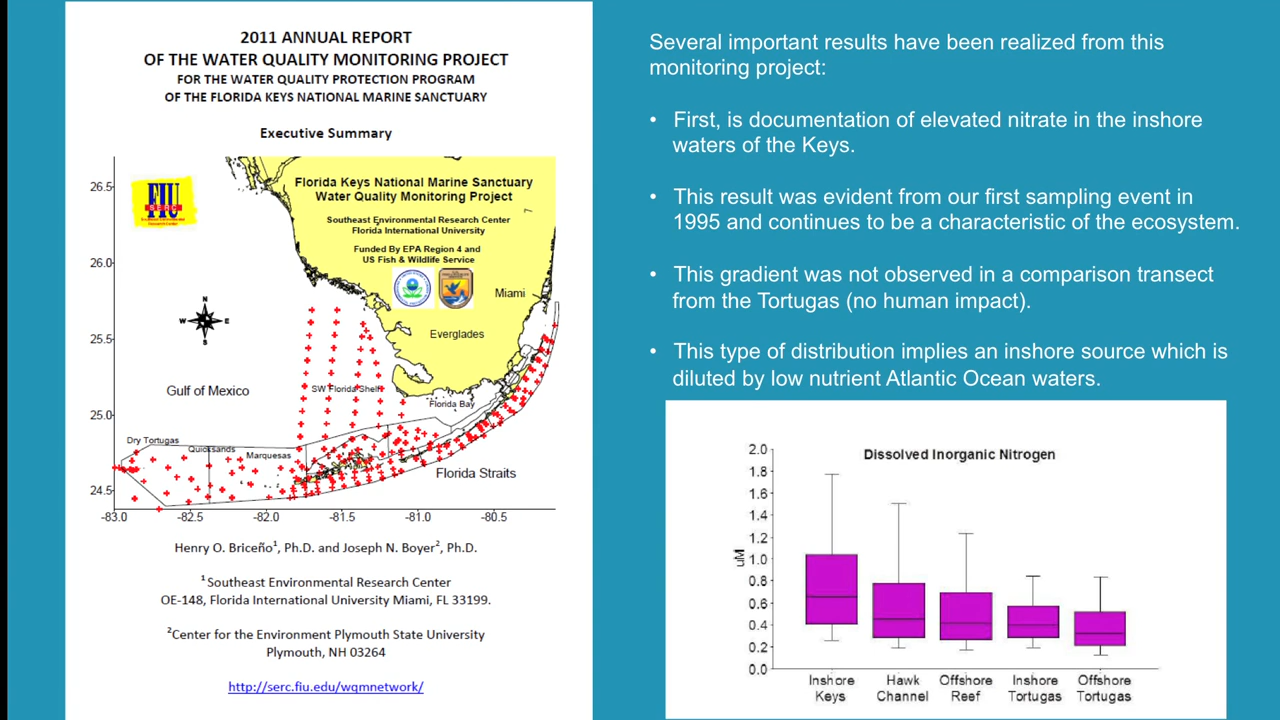 2011 ANNUAL REPORT
OF THE WATER QUALITY MONITORING PROJECT
FOR THE WATER QUALITY PROTECTION PROGRAM
OF THE FLORIDA KEYS NATIONAL MARINE SANCTUARY
Executive Summary
Florida Keys National Marine Sanctuary
Water Quality Monitoring Project
Southeast Environmental Research Center
Florida International University
Funded By EPA Region 4 and
US Fish & Wildlife Service
FIU
SERC
26.5
26.0
25.5
25.0
24.5
N
W
E
S
Miami
Everglades
Gulf of Mexico
SW Florida Shelf
Florida Bay
Dry Tortugas
Quicksands
Marquesas
Florida Straits
-83.0 -82.5 -82.0 -81.5 -81.0 -80.5
Henry O. Briceño¹, Ph.D. and Joseph N. Boyer², Ph.D.
¹ Southeast Environmental Research Center
OE-148, Florida International University Miami, FL 33199.
²Center for the Environment Plymouth State University
Plymouth, NH 03264
http://serc.fiu.edu/wqmnetwork/
Several important results have been realized from this
monitoring project:
• First, is documentation of elevated nitrate in the inshore
waters of the Keys.
• This result was evident from our first sampling event in
1995 and continues to be a characteristic of the ecosystem.
• This gradient was not observed in a comparison transect
from the Tortugas (no human impact).
• This type of distribution implies an inshore source which is
diluted by low nutrient Atlantic Ocean waters.
Dissolved Inorganic Nitrogen
uM
2.0
1.8
1.6
1.4
1.2
1.0
0.8
0.6
0.4
0.2
0.0
Inshore Hawk Offshore Inshore Offshore
Keys Channel Reef Tortugas Tortugas